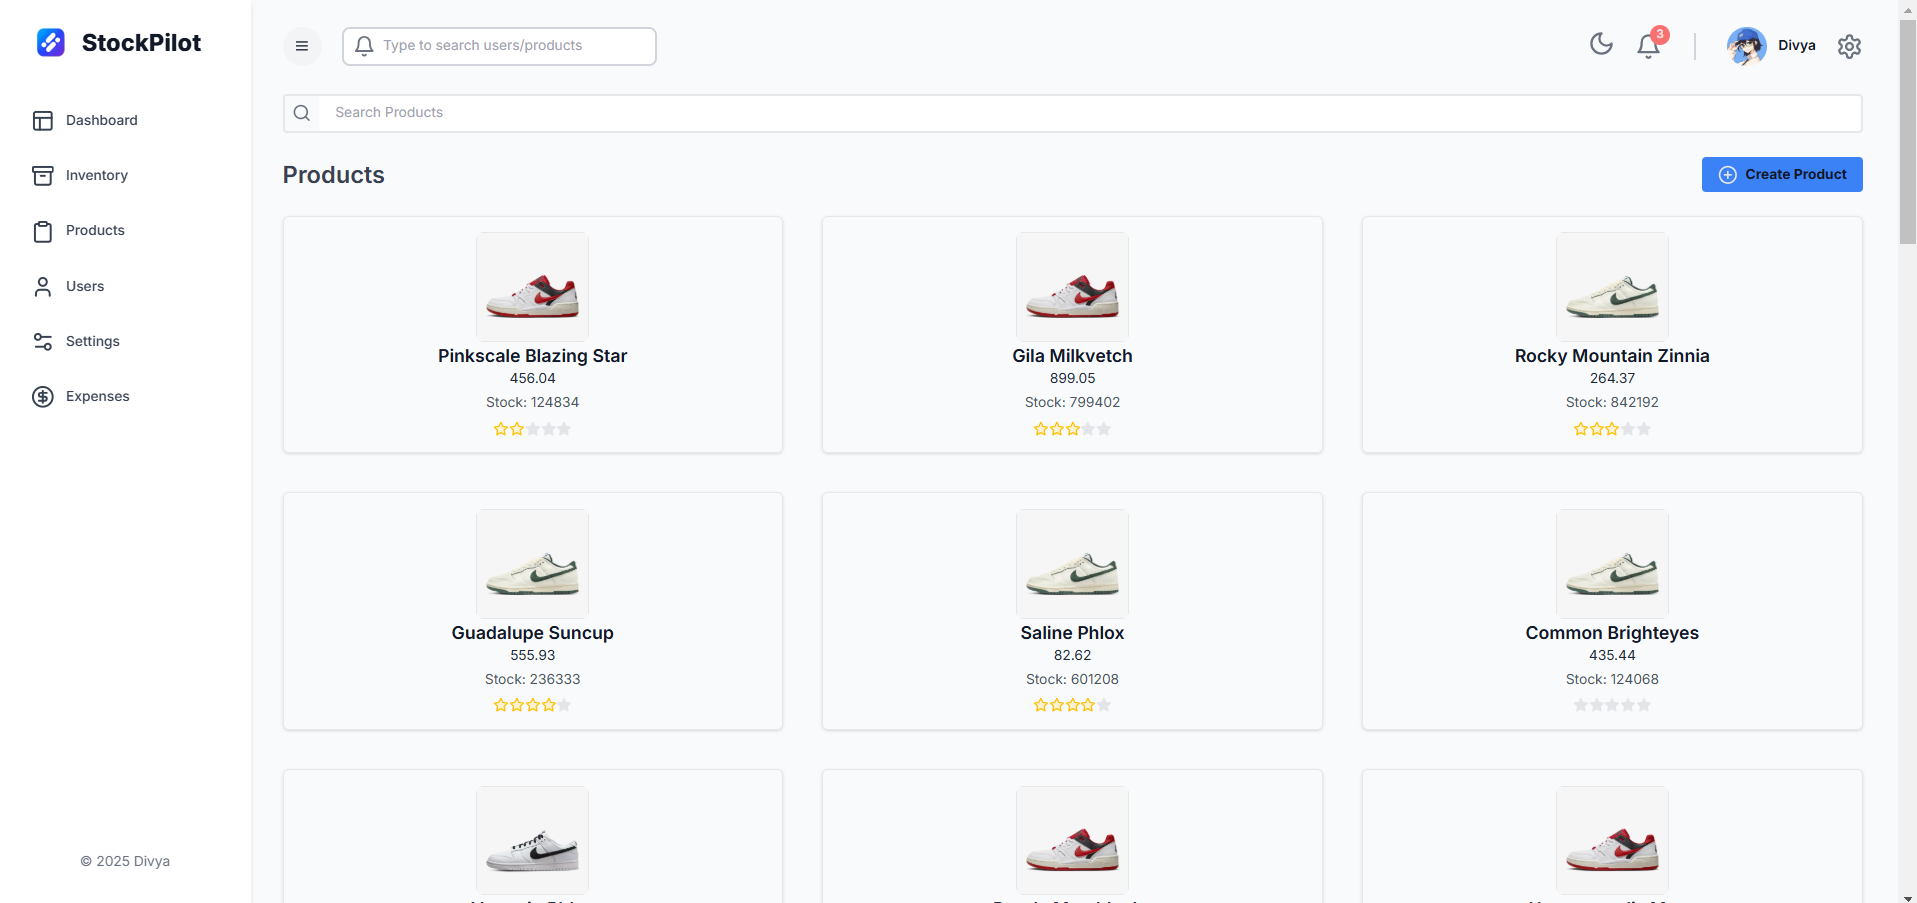 StockPilot
Dashboard
Inventory
Products
Users
Settings
Expenses
© 2025 Divya
Type to search users/products
3
Divya
Search Products
Products
Create Product
Pinkscale Blazing Star
456.04
Stock: 124834
Gila Milkvetch
899.05
Stock: 799402
Rocky Mountain Zinnia
264.37
Stock: 842192
Guadalupe Suncup
555.93
Stock: 236333
Saline Phlox
82.62
Stock: 601208
Common Brighteyes
435.44
Stock: 124068